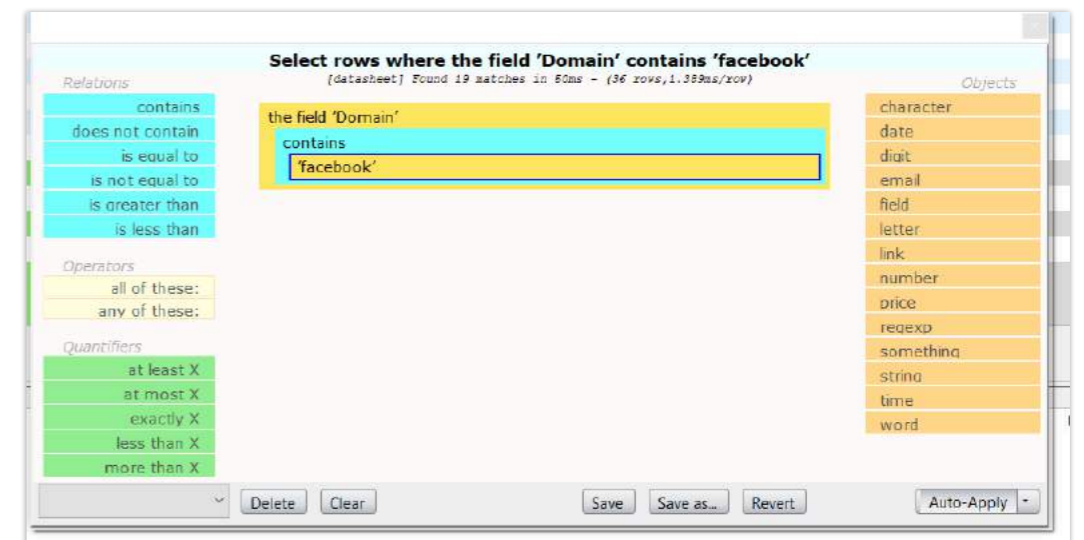 Select rows where the field 'Domain' contains 'facebook'
[datasheet] Found 19 matches in 50ms - (36 rows,1.389ms/row)
Relations
contains
does not contain
is equal to
is not equal to
is greater than
is less than
Operators
all of these:
any of these:
Quantifiers
at least X
at most X
exactly X
less than X
more than X
the field 'Domain'
contains
'facebook'
Objects
character
date
digit
email
field
letter
link
number
price
regexp
something
string
time
word
Delete
Clear
Save
Save as...
Revert
Auto-Apply